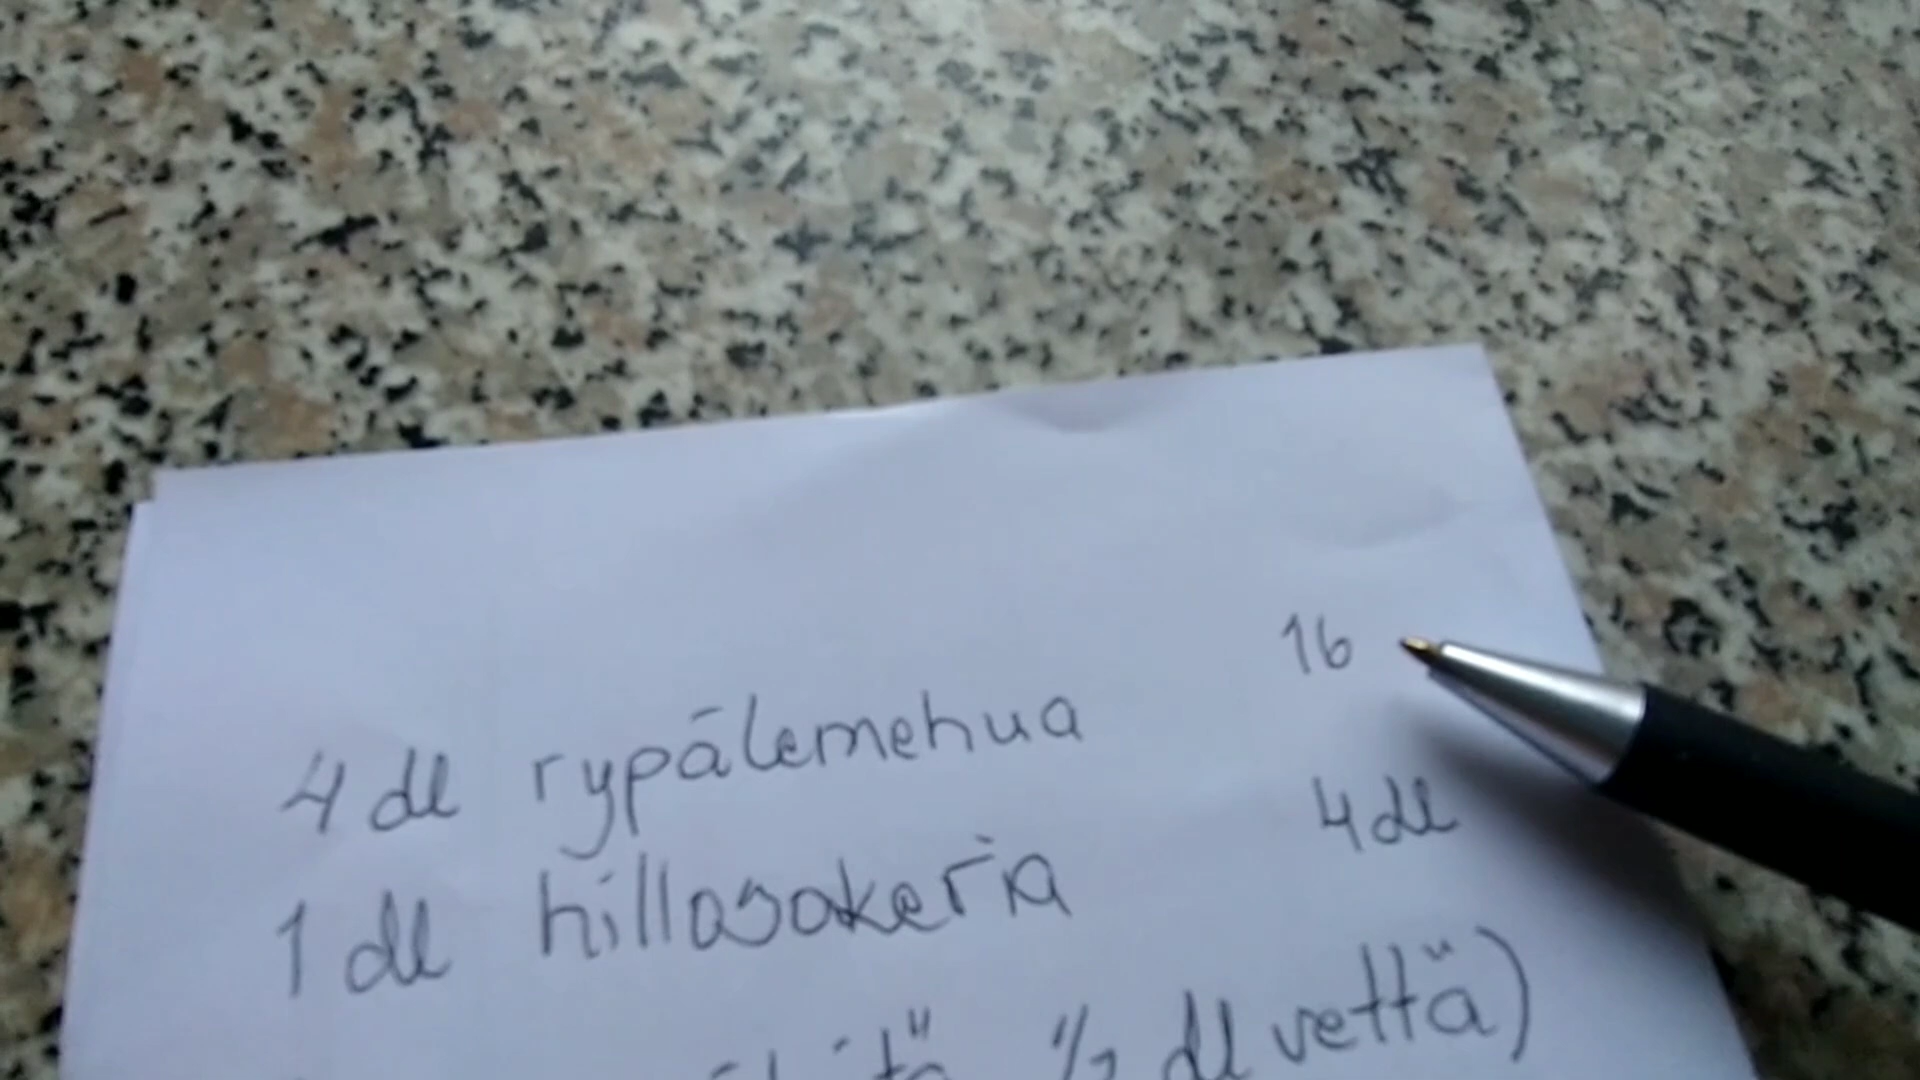 16
4 dl rypälemehua
4 dl
1 dl hillosokeria
1/2 dl vettä)